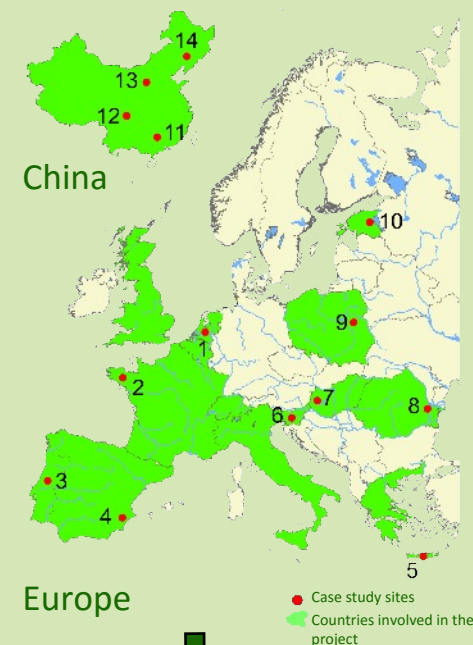 14
13
12
11
China
10
9
1
2
7
8
6
3
4
5
Europe
Case study sites
Countries involved in the
project